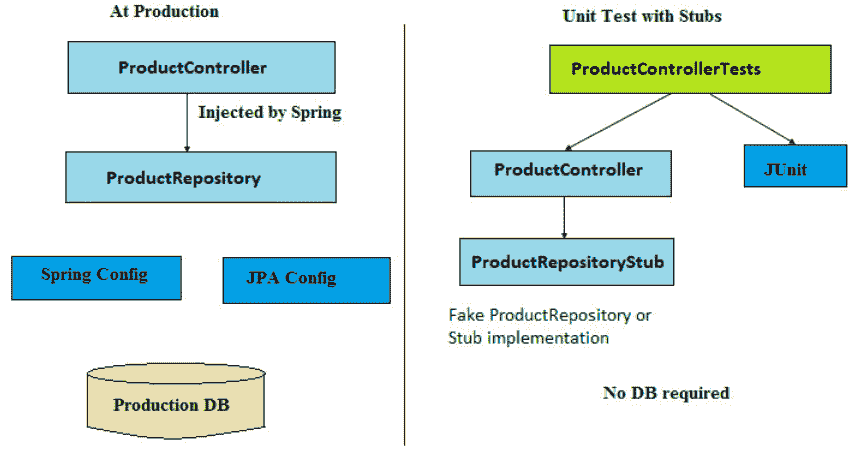 At Production
ProductController
Injected by Spring
ProductRepository
Spring Config
JPA Config
Production DB
Unit Test with Stubs
ProductControllerTests
ProductController
JUnit
ProductRepositoryStub
Fake ProductRepository or
Stub implementation
No DB required